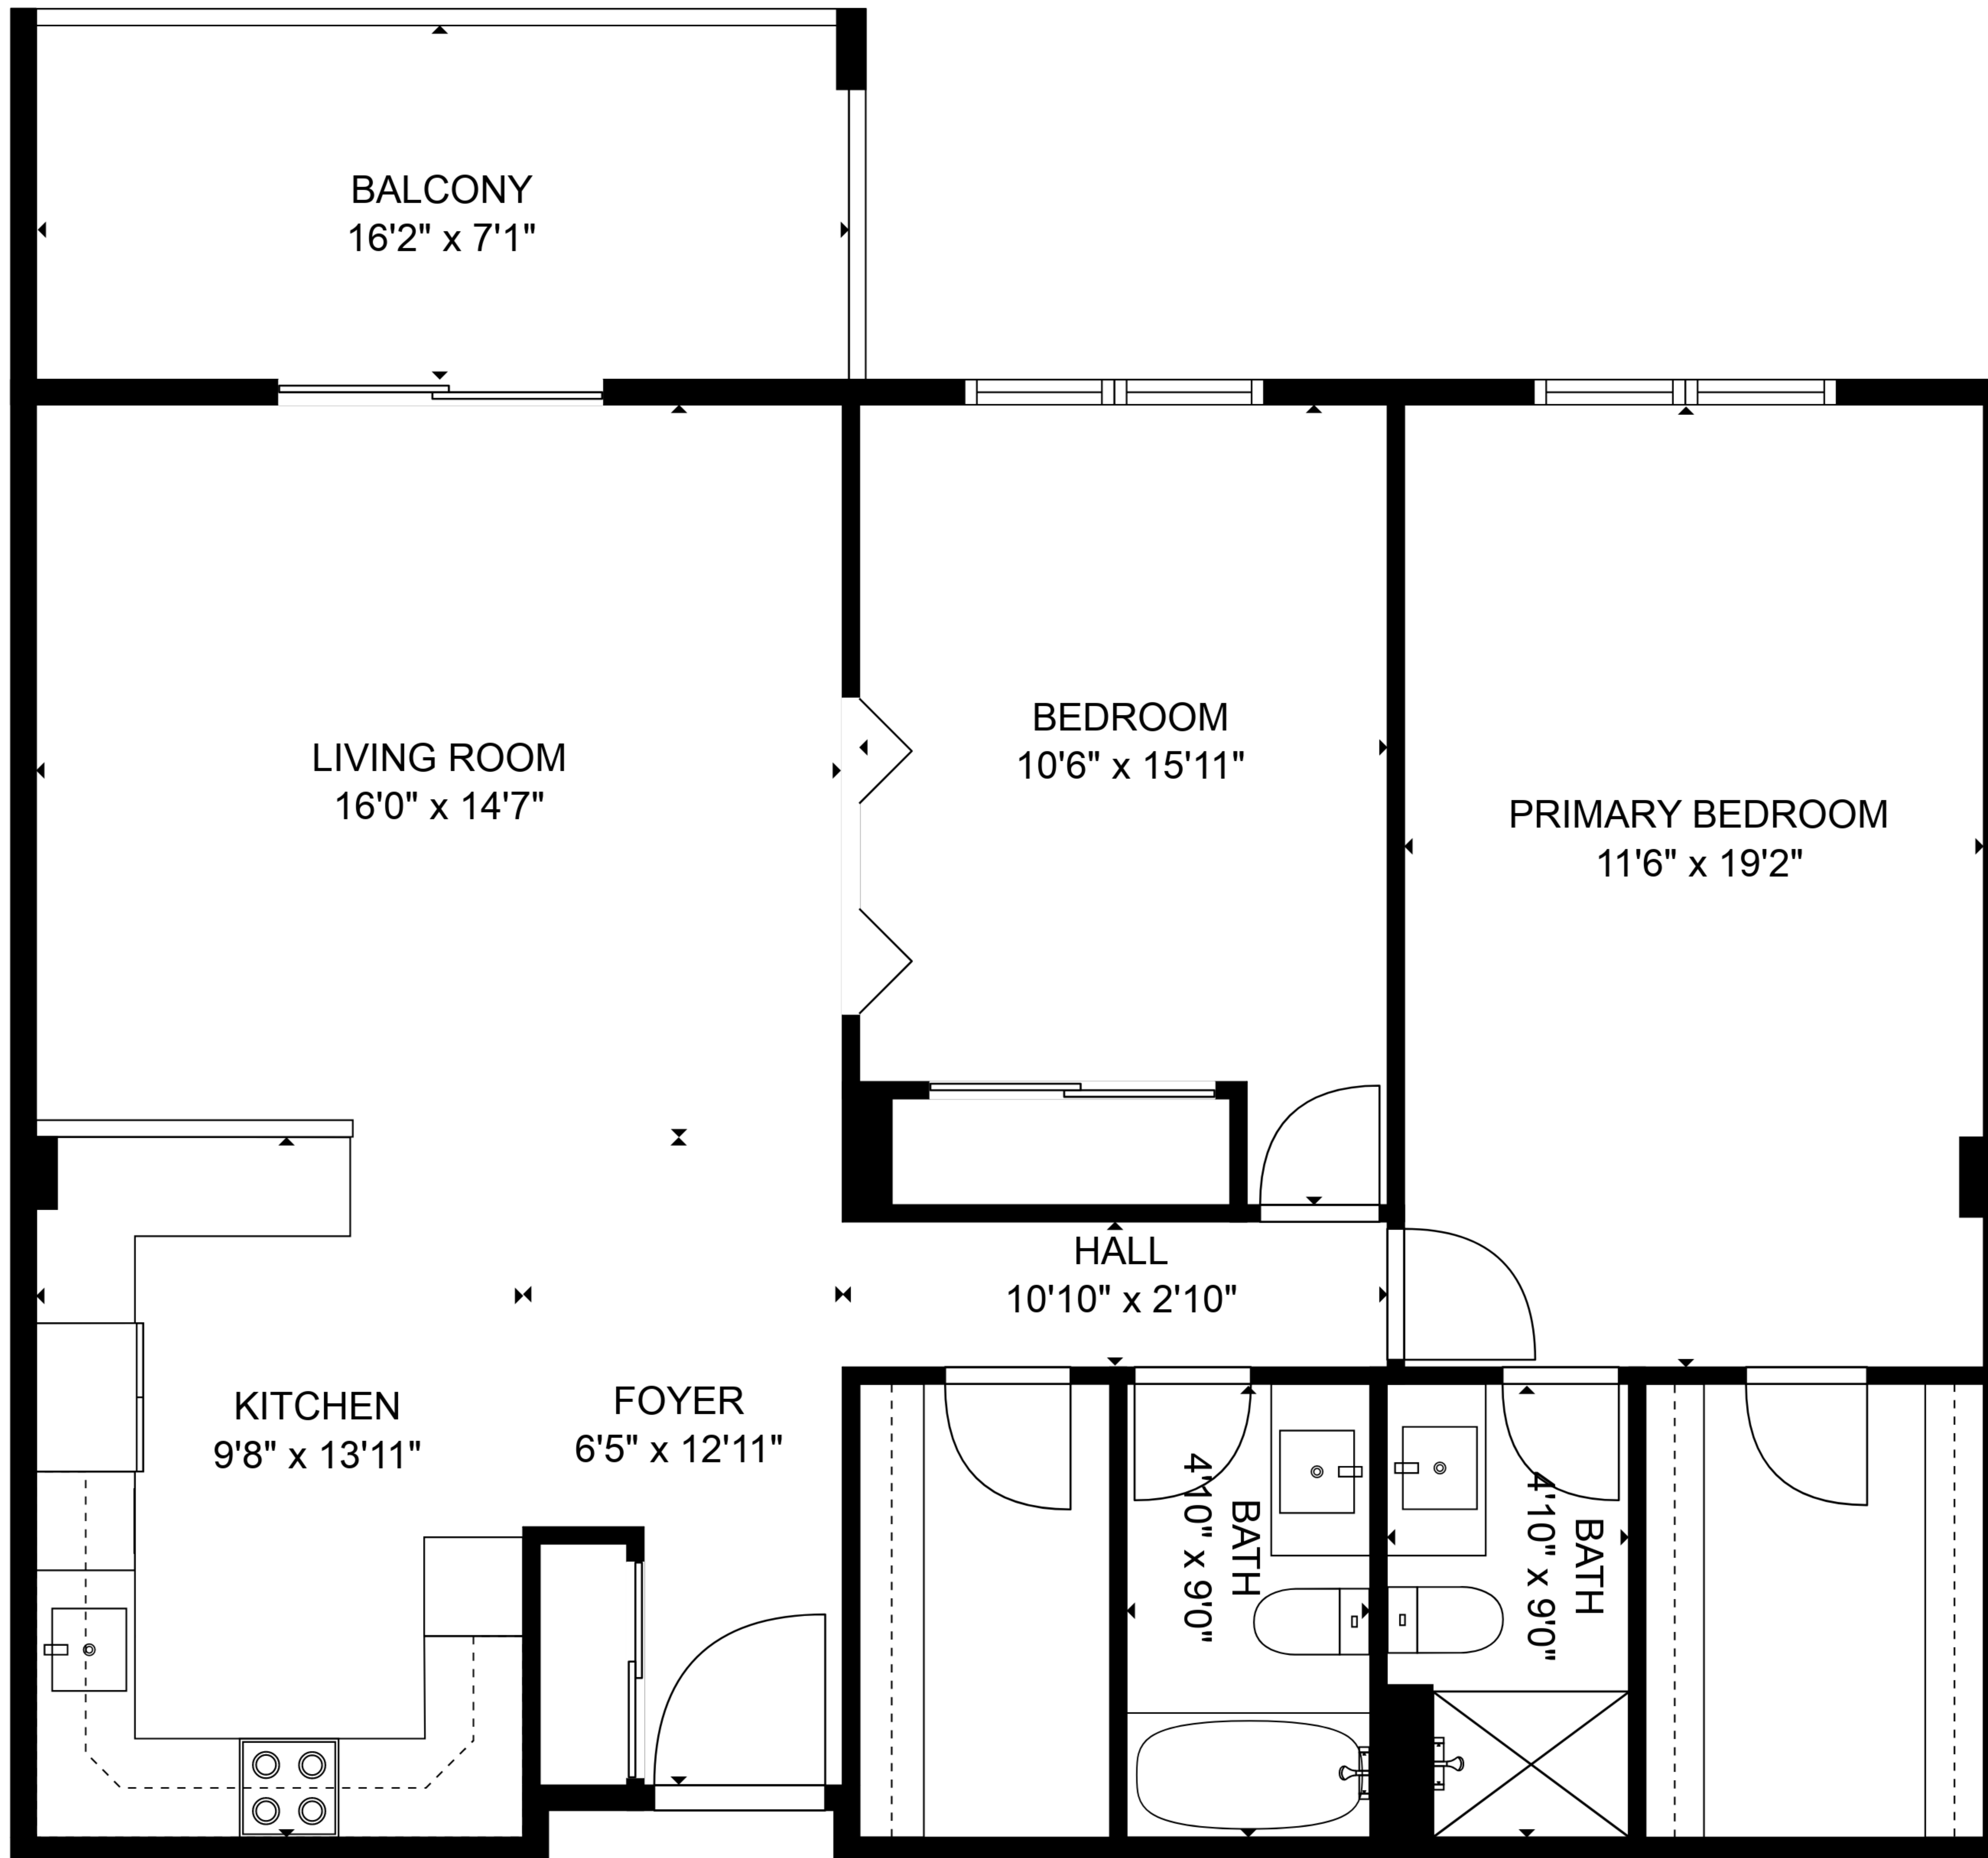 BALCONY
16'2" x 7'1"
LIVING ROOM
16'0" x 14'7"
BEDROOM
10'6" x 15'11"
PRIMARY BEDROOM
11'6" x 19'2"
HALL
10'10" x 2'10"
KITCHEN
9'8" x 13'11"
FOYER
6'5" x 12'11"
BATH
4'10" x 9'0"
BATH
4'10" x 9'0"